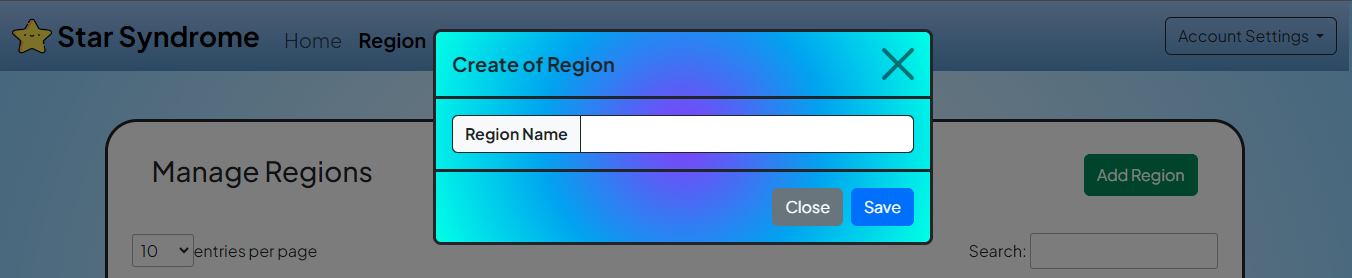 Star Syndrome Home Region Account Settings
Create of Region
Region Name
Manage Regions Add Region
Close Save
10 entries per page Search: